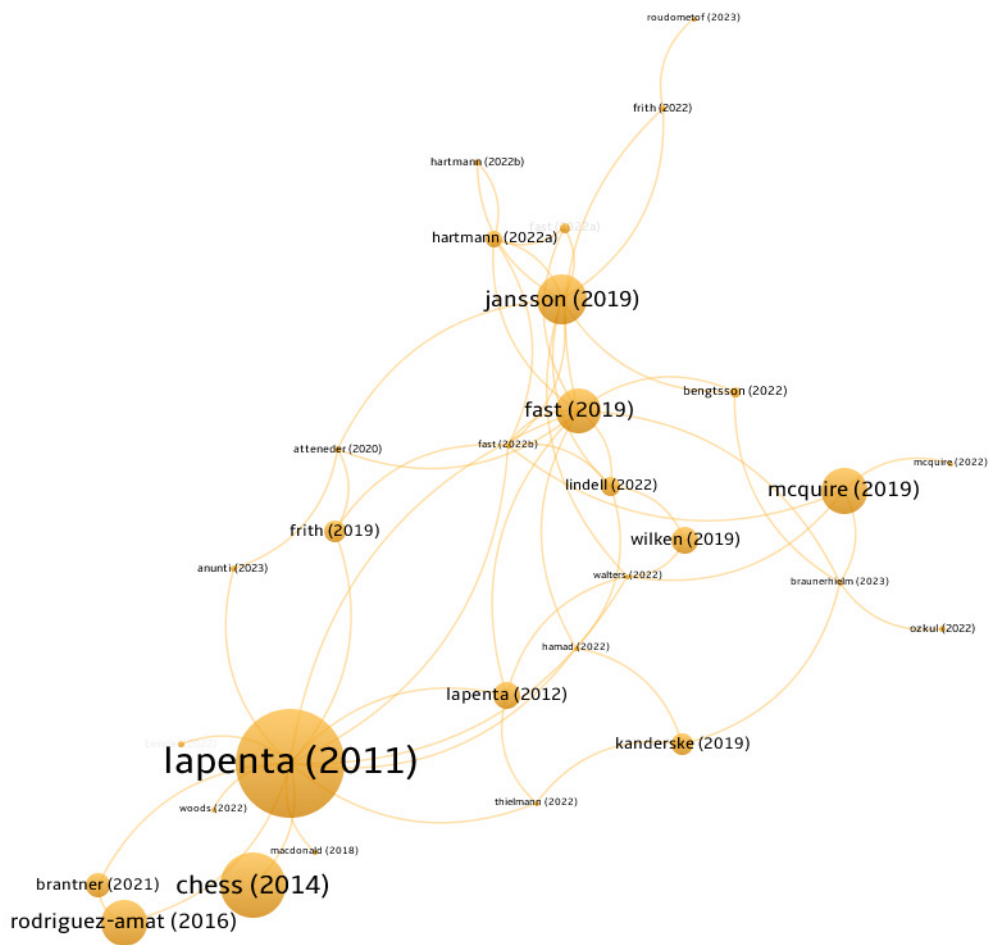 roudometof (2023)
frith (2022)
hartmann (2022b)
fast (2022a)
hartmann (2022a)
jansson (2019)
bengtsson (2022)
fast (2019)
fast (2022b)
atteneder (2020)
mcquire (2022)
lindell (2022)
mcquire (2019)
frith (2019)
wilken (2019)
anunti (2023)
walters (2022)
braunerhielm (2023)
ozkul (2022)
hamad (2022)
lapenta (2012)
kanderske (2019)
lapenta (2011)
thielmann (2022)
woods (2022)
macdonald (2018)
brantner (2021)
chess (2014)
rodriguez-amat (2016)